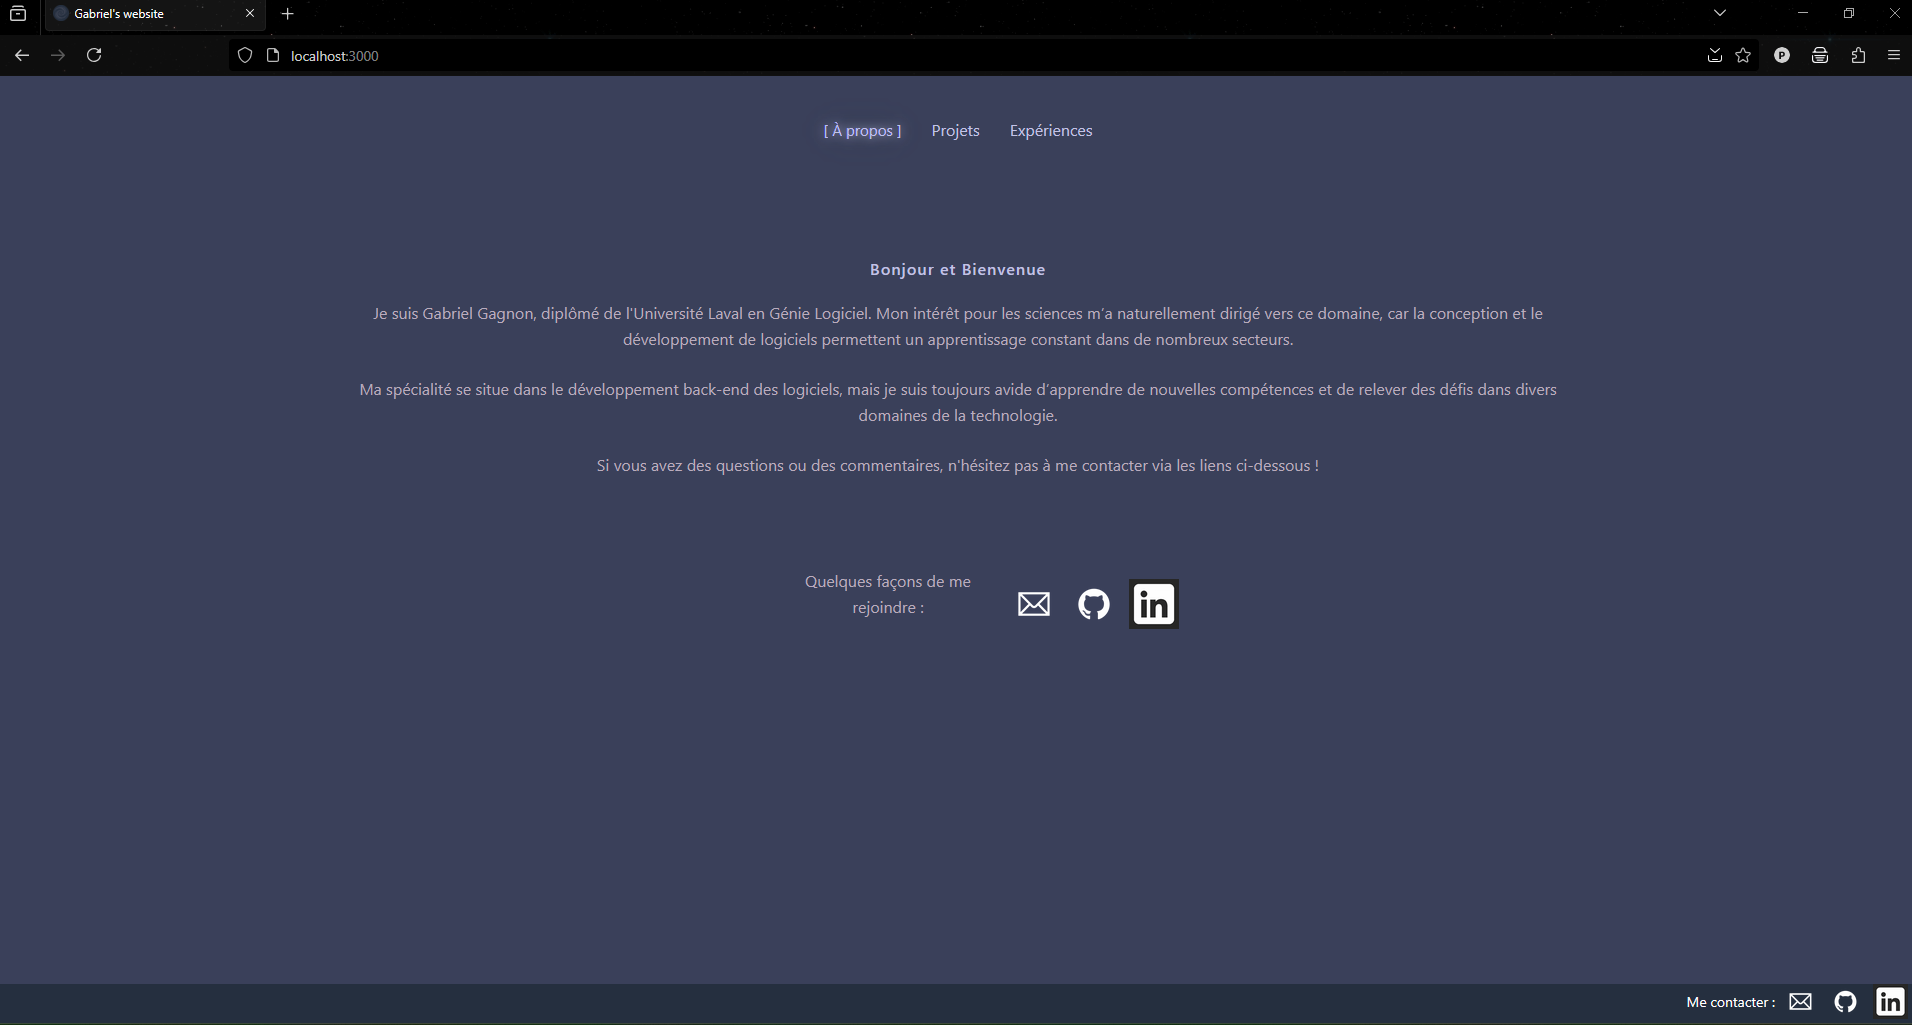 Gabriel's website
localhost:3000
[ À propos ] Projets Expériences
Bonjour et Bienvenue
Je suis Gabriel Gagnon, diplômé de l'Université Laval en Génie Logiciel. Mon intérêt pour les sciences m’a naturellement dirigé vers ce domaine, car la conception et le
développement de logiciels permettent un apprentissage constant dans de nombreux secteurs.
Ma spécialité se situe dans le développement back-end des logiciels, mais je suis toujours avide d’apprendre de nouvelles compétences et de relever des défis dans divers
domaines de la technologie.
Si vous avez des questions ou des commentaires, n'hésitez pas à me contacter via les liens ci-dessous !
Quelques façons de me
rejoindre :
in
Me contacter :
in
P